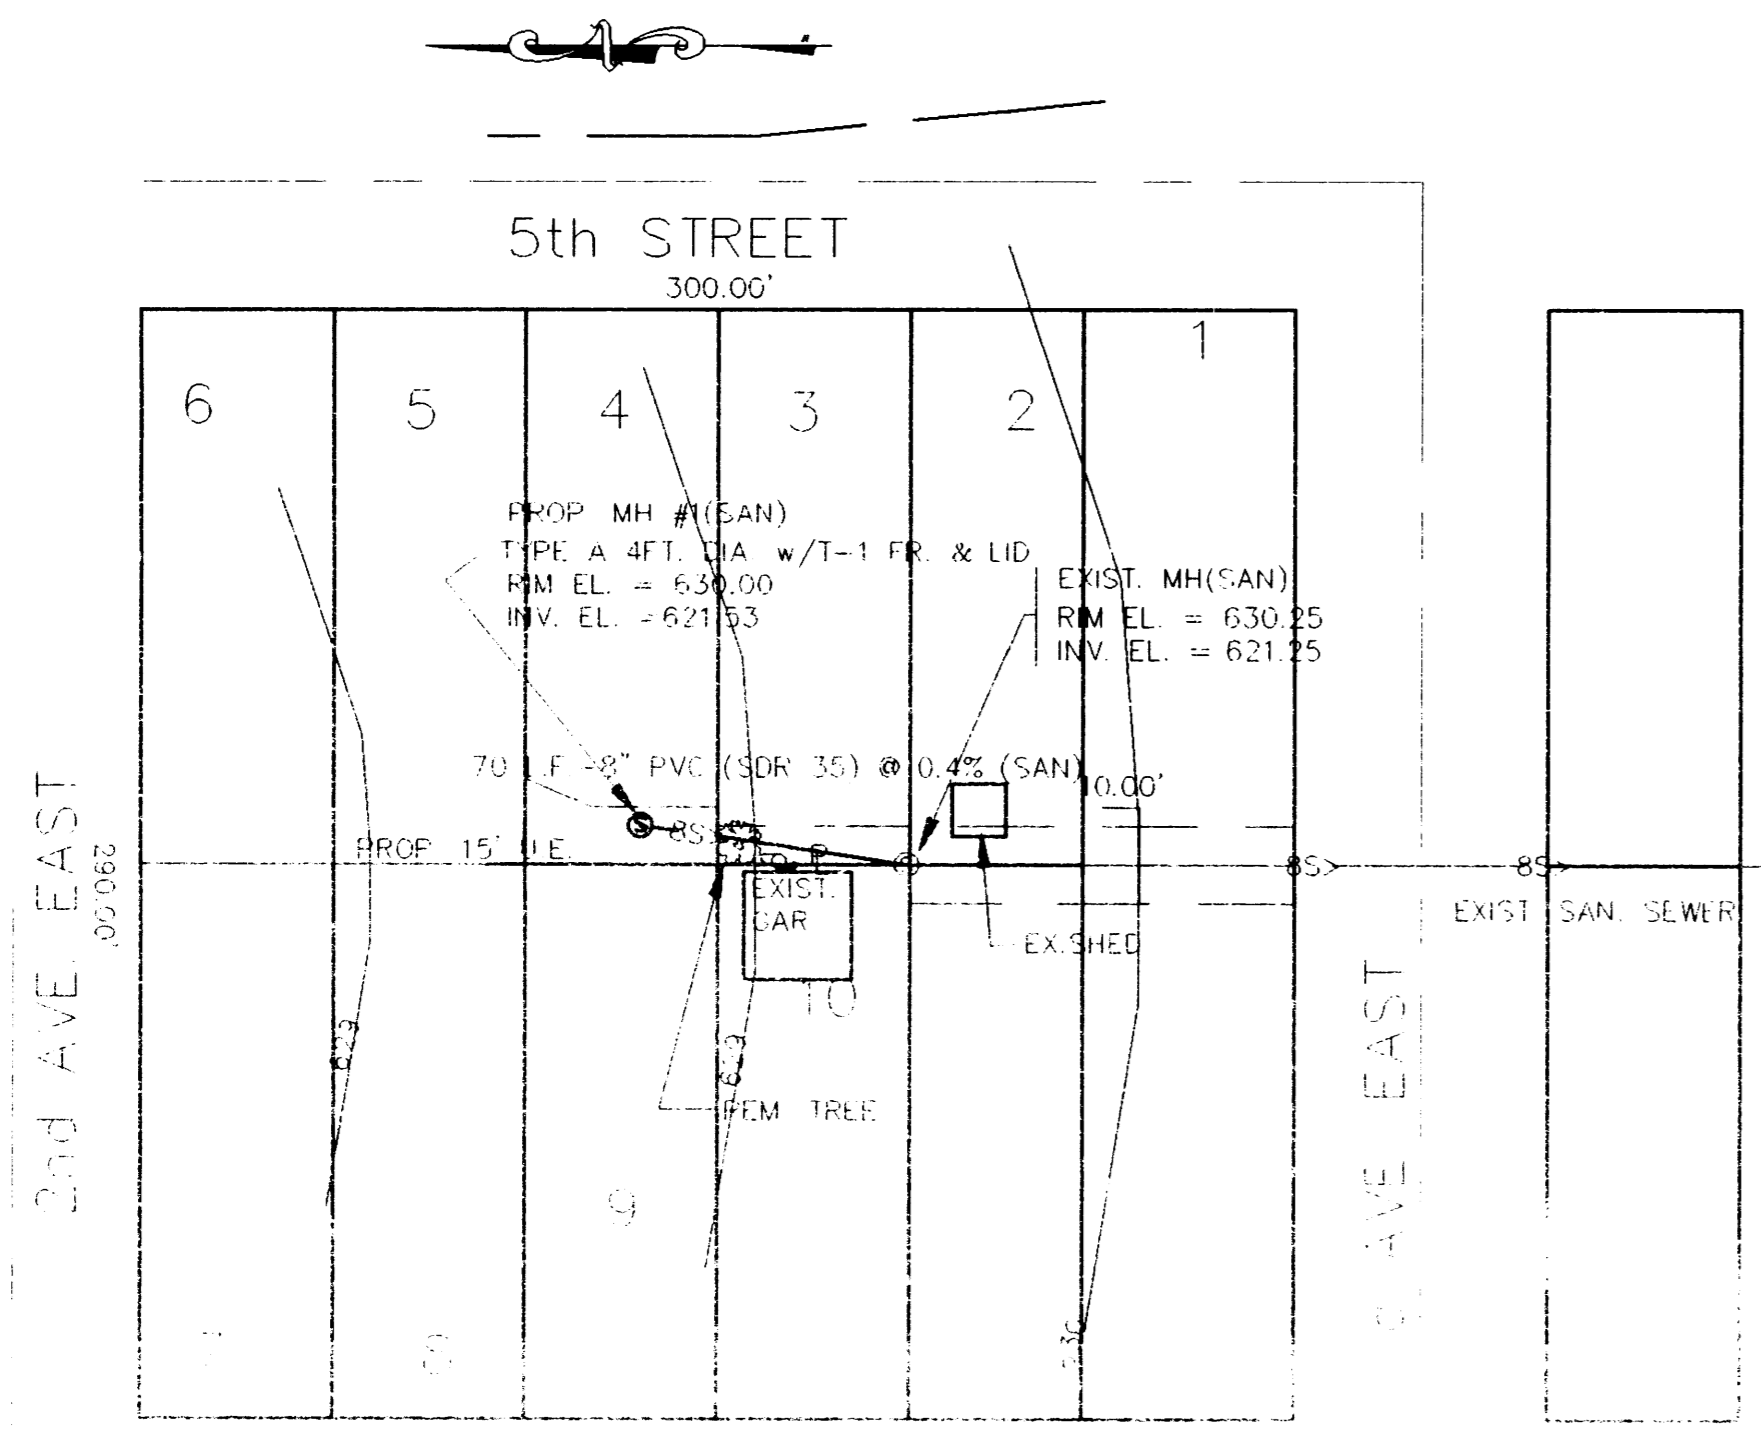 5th STREET
300.00'
1
6
5
4
3
2
PROP MH #1(SAN)
TYPE A 4FT. DIA. w/T-1 FR. & LID
RIM EL. = 630.00
INV. EL. =621.53
EXIST. MH(SAN)
RIM EL. = 630.25
INV. EL. = 621.25
70 L.F.-8" PVC (SDR 35) @ 0.4% (SAN)
10.00'
8S
PROP 15' U.E.
8S>
8S>
EXIST.
GAR
EXIST SAN. SEWER
EX.SHED
2nd AVE. EAST
290.00'
10
629
629
REM TREE
AVE EAST
9
8